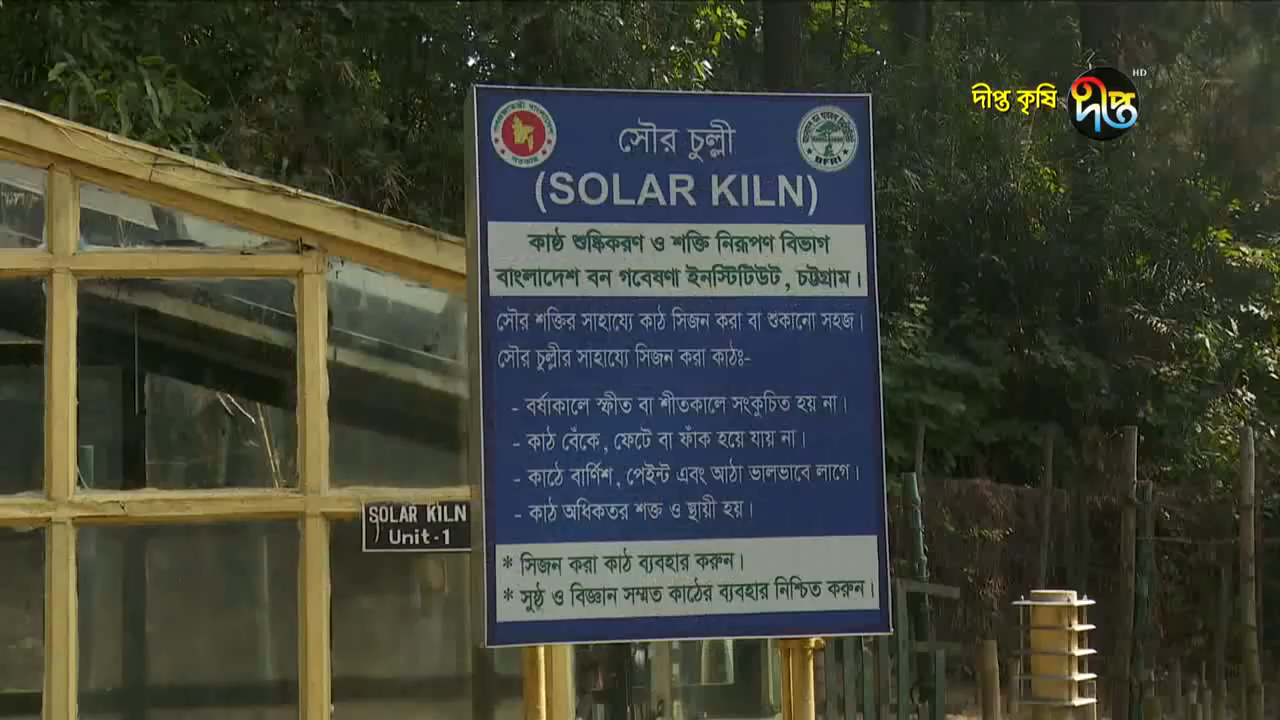 দীপ্ত কৃষি
দীপ্ত
HD
সৌর চুল্লী
BFRI
(SOLAR KILN)
কাষ্ঠ শুষ্কিকরণ ও শক্তি নিরূপণ বিভাগ
বাংলাদেশ বন গবেষণা ইনস্টিটিউট, চট্টগ্রাম।
সৌর শক্তির সাহায্যে কাঠ সিজন করা বা শুকানো সহজ।
সৌর চুল্লীর সাহায্যে সিজন করা কাঠঃ-
- বর্ষাকালে স্ফীত বা শীতকালে সংকুচিত হয় না।
- কাঠ বেঁকে, ফেটে বা ফাঁক হয়ে যায় না।
- কাঠে বার্ণিশ, পেইন্ট এবং আঠা ভালভাবে লাগে।
- কাঠ অধিকতর শক্ত ও স্থায়ী হয়।
* সিজন করা কাঠ ব্যবহার করুন।
* সুষ্ঠ ও বিজ্ঞান সম্মত কাঠের ব্যবহার নিশ্চিত করুন।
SOLAR KILN
Unit-1